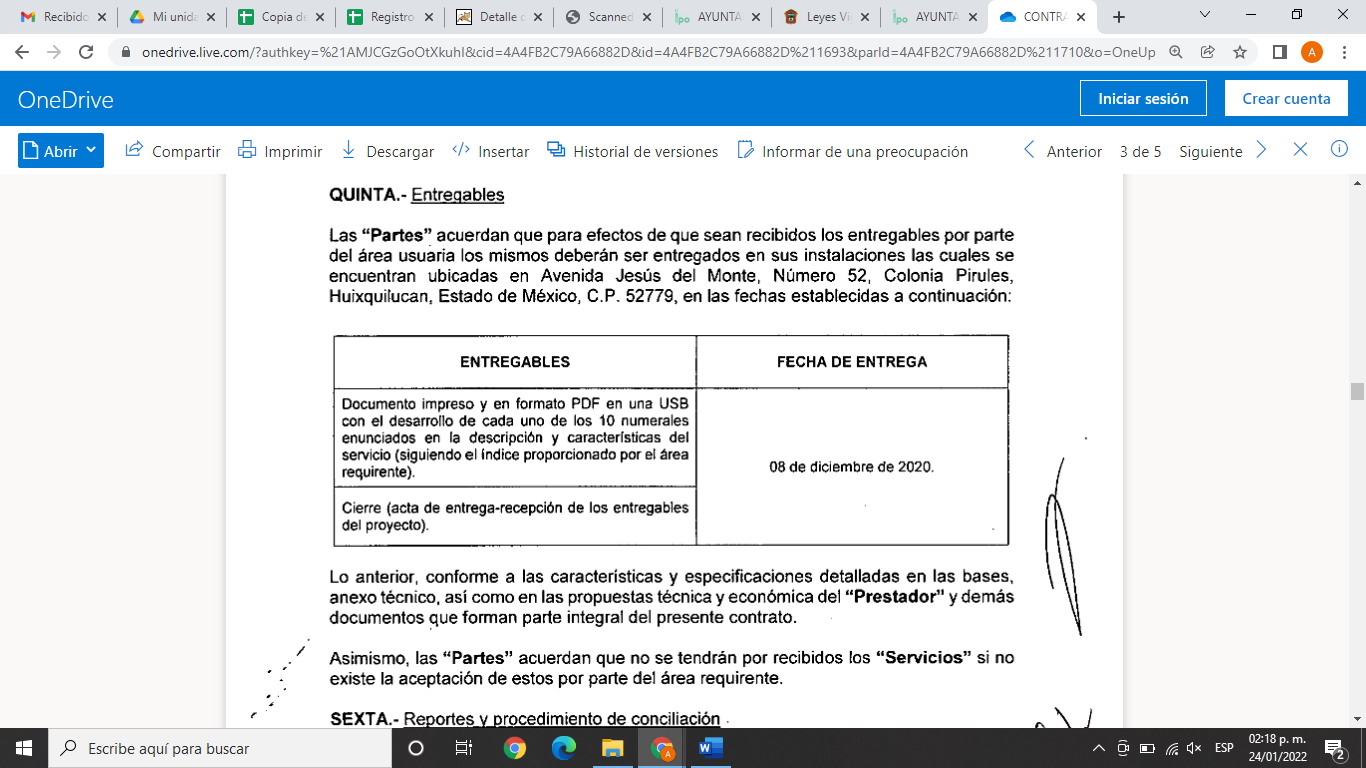 Recibido
Mi unida
Copia de
Registro
Detalle d
Scanned
ipo AYUNTA
Leyes Vi
ipo AYUNTA
CONTRA
onedrive.live.com/?authkey=%21AMJCGzGoOtXkuhI&cid=4A4FB2C79A66882D&id=4A4FB2C79A66882D%211693&parId=4A4FB2C79A66882D%211710&o=OneUp
A
OneDrive
Iniciar sesión
Crear cuenta
Abrir
Compartir
Imprimir
Descargar
Insertar
Historial de versiones
Informar de una preocupación
Anterior
3 de 5
Siguiente
QUINTA.- Entregables
Las “Partes” acuerdan que para efectos de que sean recibidos los entregables por parte
del área usuaria los mismos deberán ser entregados en sus instalaciones las cuales se
encuentran ubicadas en Avenida Jesús del Monte, Número 52, Colonia Pirules,
Huixquilucan, Estado de México, C.P. 52779, en las fechas establecidas a continuación:
ENTREGABLES
FECHA DE ENTREGA
Documento impreso y en formato PDF en una USB
con el desarrollo de cada uno de los 10 numerales
enunciados en la descripción y características del
servicio (siguiendo el índice proporcionado por el área
requirente).
08 de diciembre de 2020.
Cierre (acta de entrega-recepción de los entregables
del proyecto).
Lo anterior, conforme a las características y especificaciones detalladas en las bases,
anexo técnico, así como en las propuestas técnica y económica del “Prestador” y demás
documentos que forman parte integral del presente contrato.
Asimismo, las “Partes” acuerdan que no se tendrán por recibidos los “Servicios” si no
existe la aceptación de estos por parte del área requirente.
SEXTA.- Reportes y procedimiento de conciliación
Escribe aquí para buscar
A
ESP
02:18 p. m.
24/01/2022
2